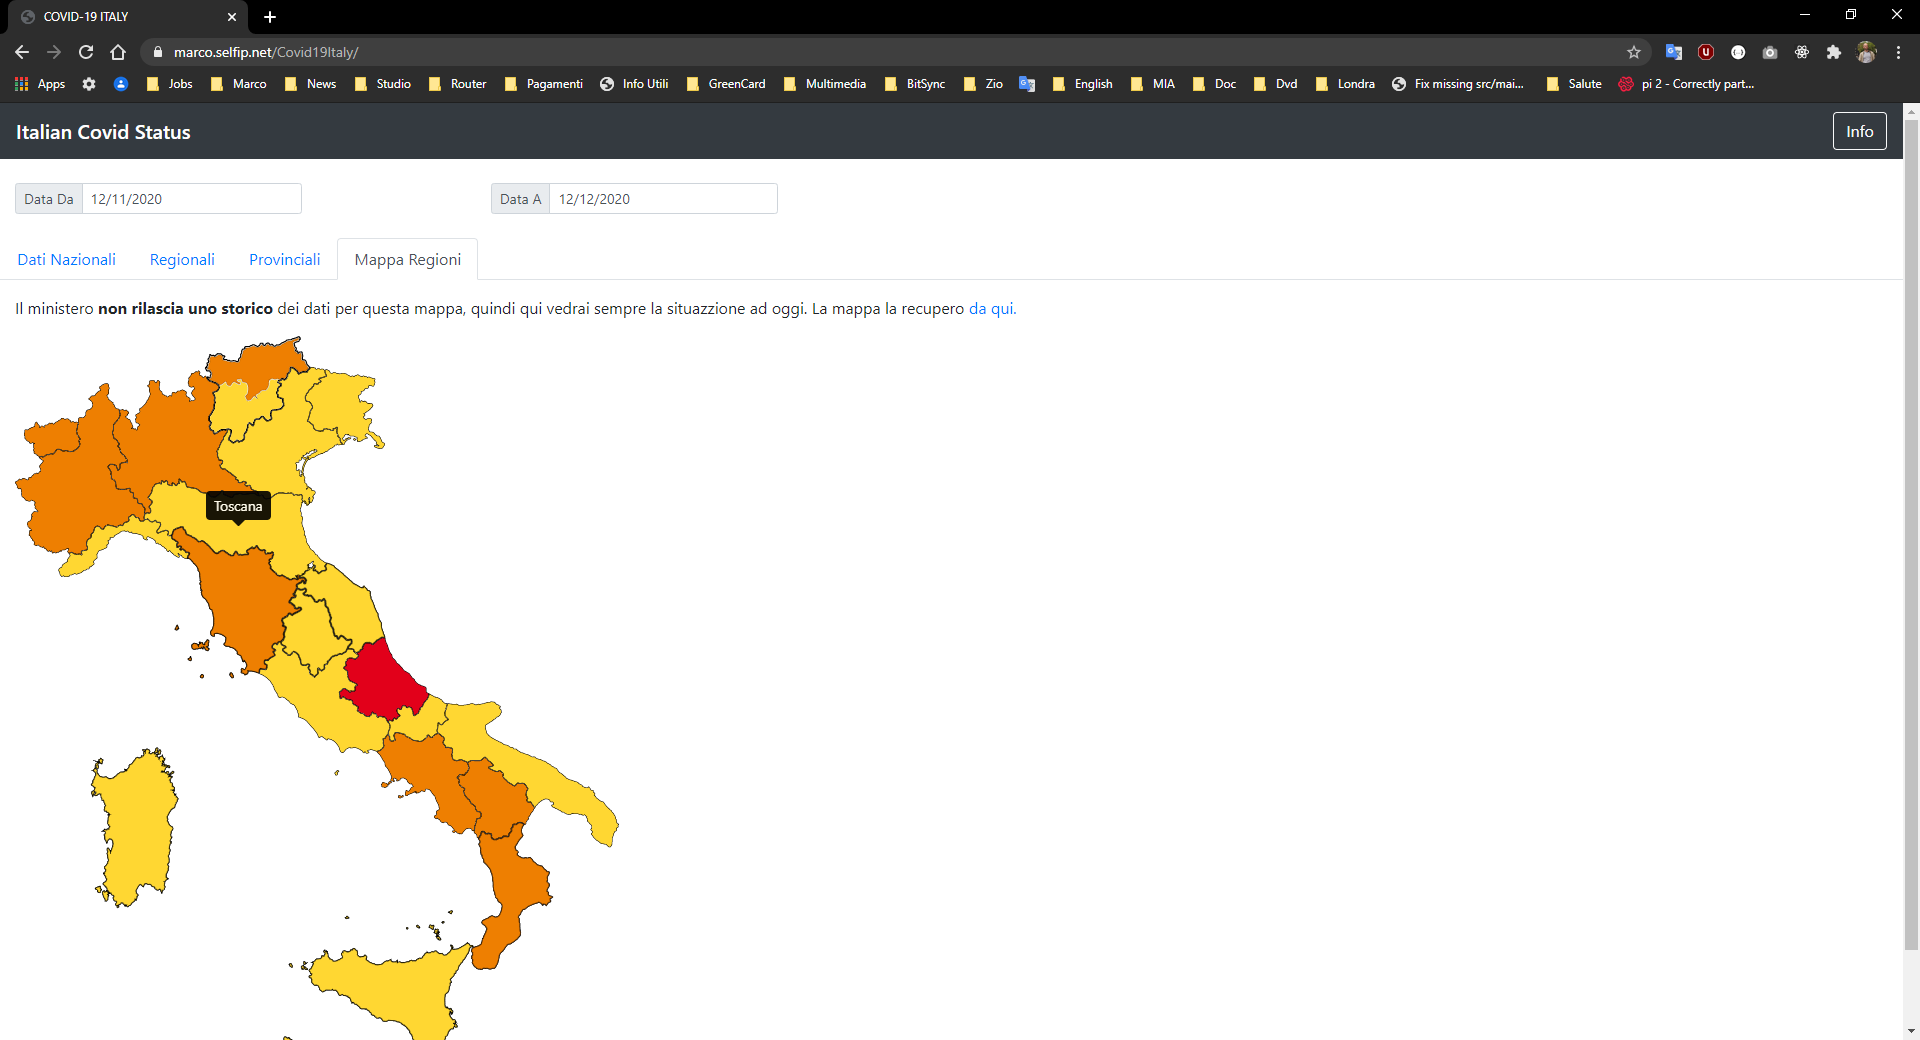 COVID-19 ITALY
marco.selfip.net/Covid19Italy/
Apps Jobs Marco News Studio Router Pagamenti Info Utili GreenCard Multimedia BitSync Zio English MIA Doc Dvd Londra Fix missing src/mai... Salute pi 2 - Correctly part...
Italian Covid Status Info
Data Da 12/11/2020 Data A 12/12/2020
Dati Nazionali Regionali Provinciali Mappa Regioni
Il ministero non rilascia uno storico dei dati per questa mappa, quindi qui vedrai sempre la situazzione ad oggi. La mappa la recupero da qui.
Toscana